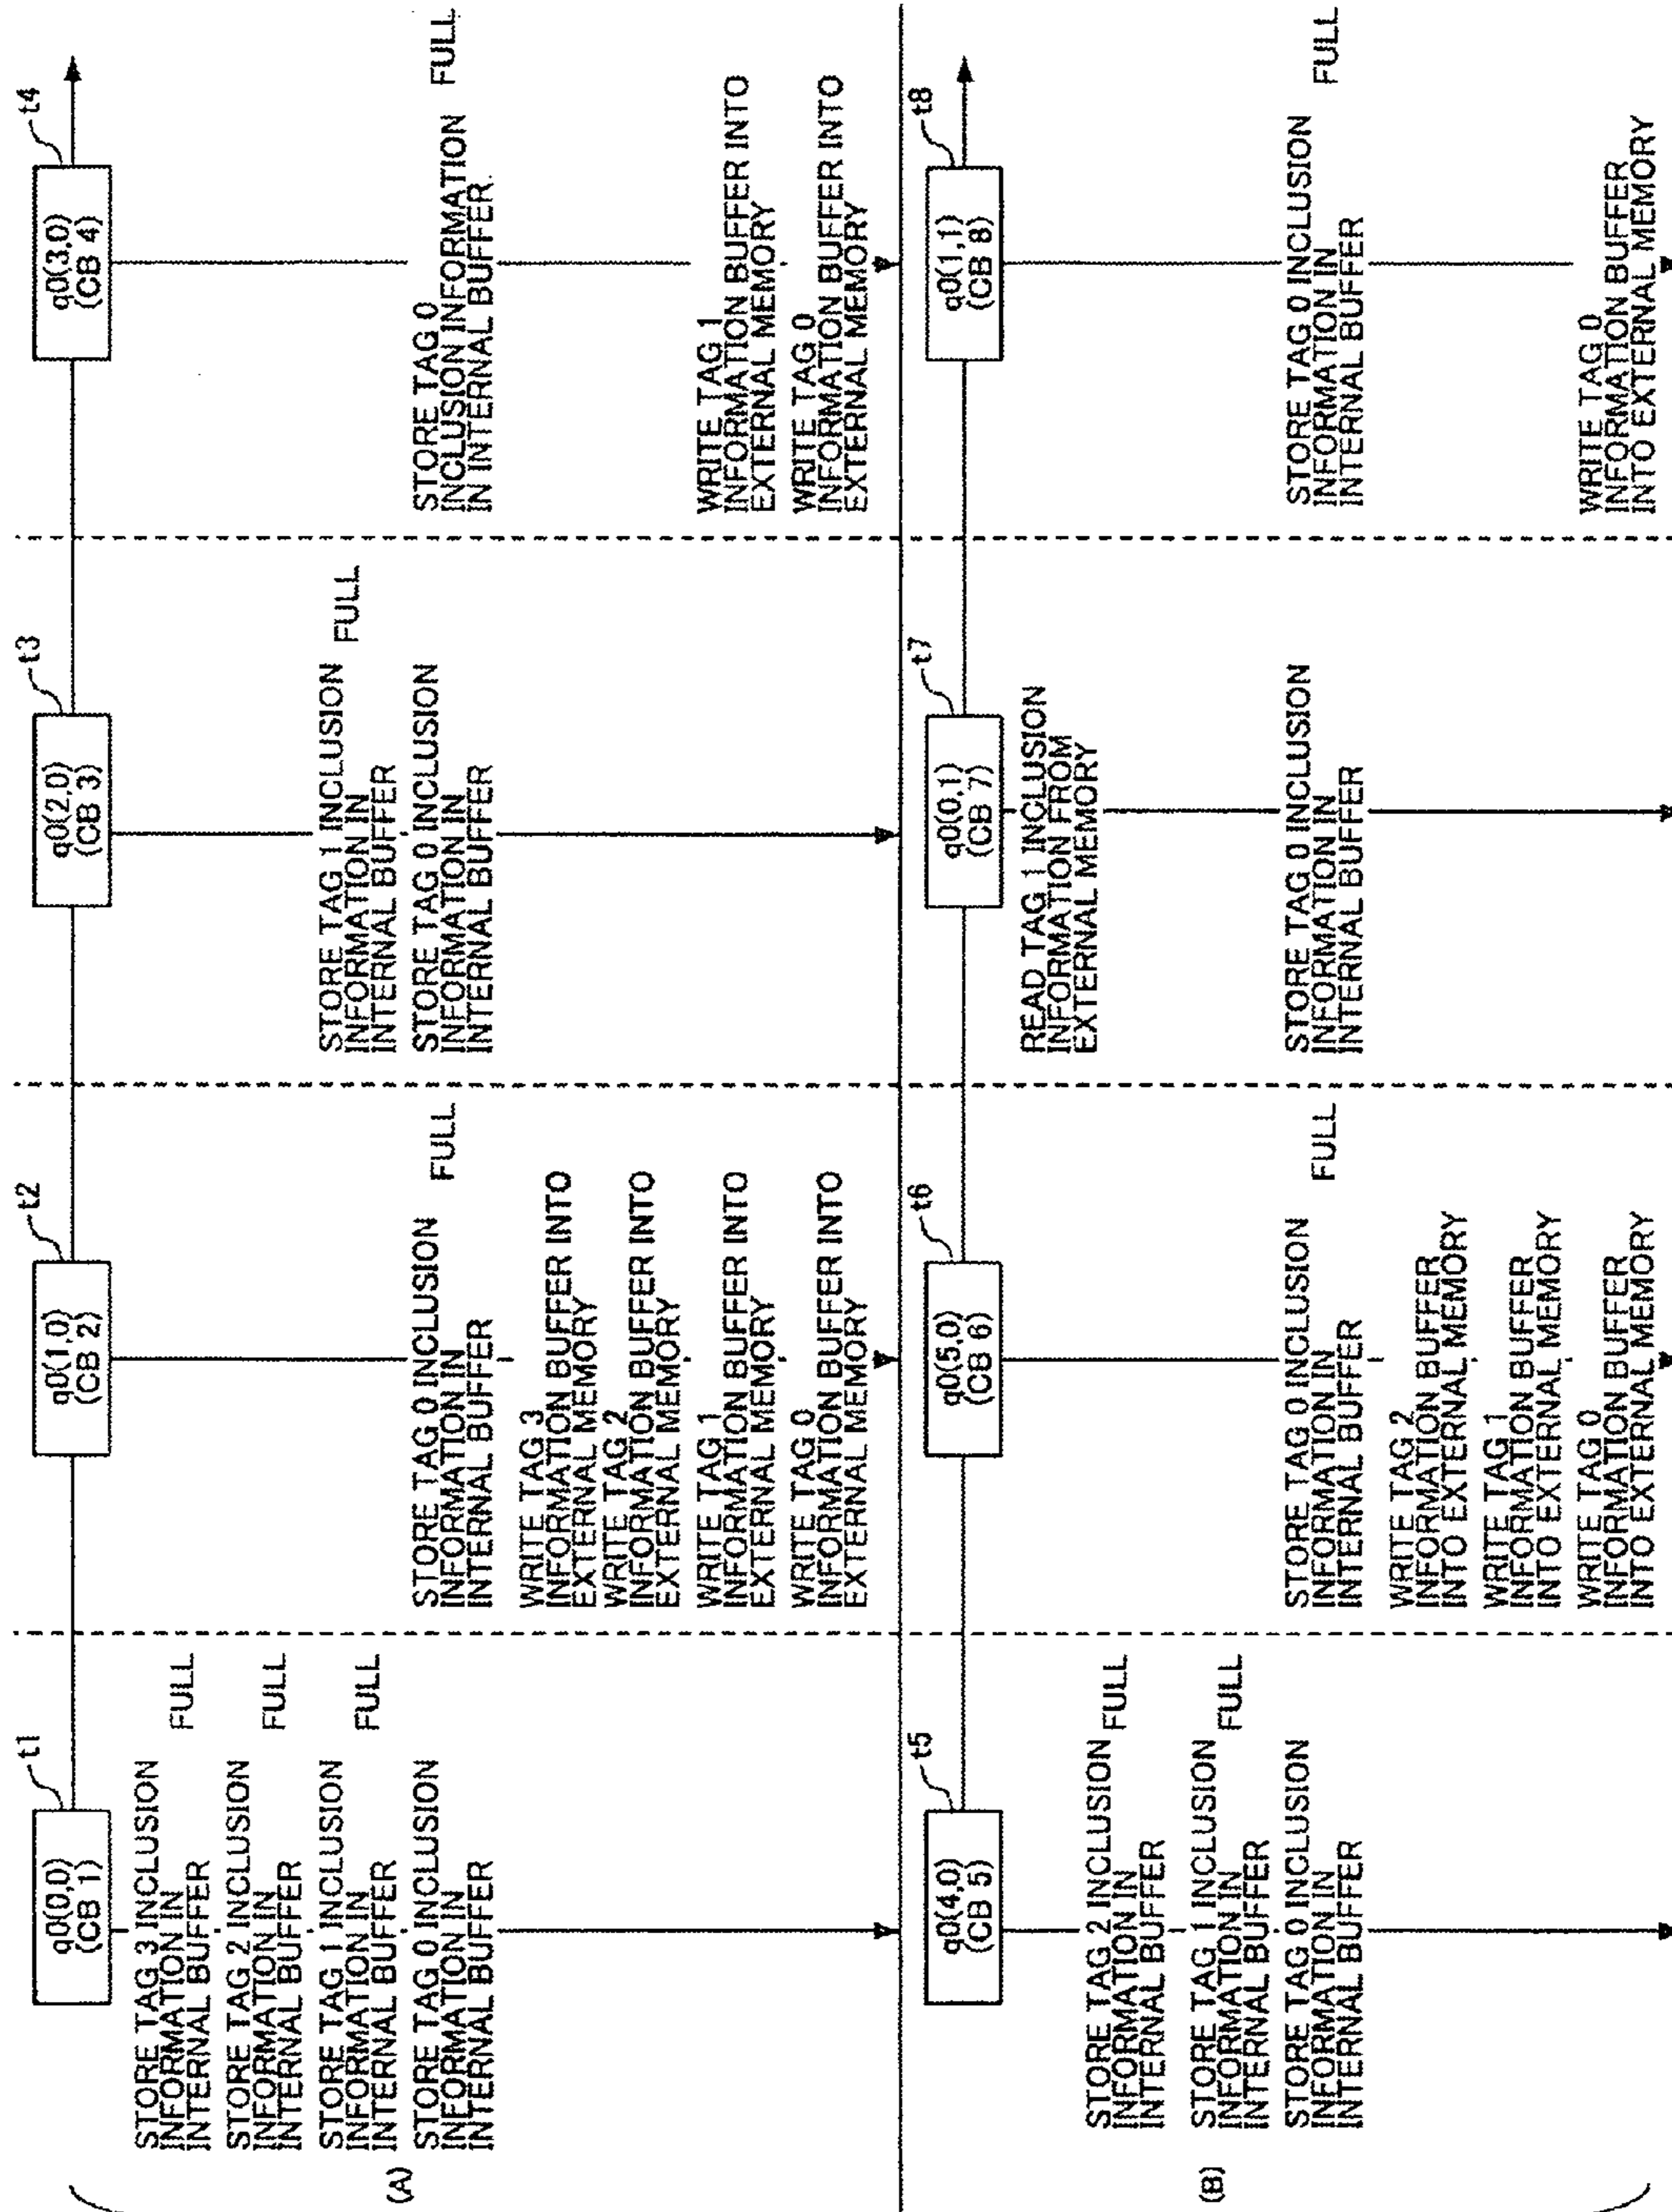 (A)
t1
q0(0,0)
(CB 1)
STORE TAG 3 INCLUSION
INFORMATION IN
INTERNAL BUFFER
FULL
STORE TAG 2 INCLUSION
INFORMATION IN
INTERNAL BUFFER
FULL
STORE TAG 1 INCLUSION
INFORMATION IN
INTERNAL BUFFER
FULL
STORE TAG 0 INCLUSION
INFORMATION IN
INTERNAL BUFFER
t2
q0(1,0)
(CB 2)
STORE TAG 0 INCLUSION
INFORMATION IN
INTERNAL BUFFER
FULL
WRITE TAG 3
INFORMATION BUFFER INTO
EXTERNAL MEMORY
WRITE TAG 2
INFORMATION BUFFER INTO
EXTERNAL MEMORY
WRITE TAG 1
INFORMATION BUFFER INTO
EXTERNAL MEMORY
WRITE TAG 0
INFORMATION BUFFER INTO
EXTERNAL MEMORY
t3
q0(2,0)
(CB 3)
STORE TAG 1 INCLUSION
INFORMATION IN
INTERNAL BUFFER
FULL
STORE TAG 0 INCLUSION
INFORMATION IN
INTERNAL BUFFER
t4
q0(3,0)
(CB 4)
STORE TAG 0
INCLUSION INFORMATION
IN INTERNAL BUFFER
FULL
WRITE TAG 1
INFORMATION BUFFER INTO
EXTERNAL MEMORY
WRITE TAG 0
INFORMATION BUFFER INTO
EXTERNAL MEMORY
(B)
t5
q0(4,0)
(CB 5)
STORE TAG 2 INCLUSION
INFORMATION IN
INTERNAL BUFFER
FULL
STORE TAG 1 INCLUSION
INFORMATION IN
INTERNAL BUFFER
FULL
STORE TAG 0 INCLUSION
INFORMATION IN
INTERNAL BUFFER
t6
q0(5,0)
(CB 6)
STORE TAG 0 INCLUSION
INFORMATION IN
INTERNAL BUFFER
FULL
WRITE TAG 2
INFORMATION BUFFER
INTO EXTERNAL MEMORY
WRITE TAG 1
INFORMATION BUFFER
INTO EXTERNAL MEMORY
WRITE TAG 0
INFORMATION BUFFER
INTO EXTERNAL MEMORY
t7
q0(0,1)
(CB 7)
READ TAG 1 INCLUSION
INFORMATION FROM
EXTERNAL MEMORY
STORE TAG 0 INCLUSION
INFORMATION IN
INTERNAL BUFFER
t8
q0(1,1)
(CB 8)
STORE TAG 0 INCLUSION
INFORMATION IN
INTERNAL BUFFER
FULL
WRITE TAG 0
INFORMATION BUFFER
INTO EXTERNAL MEMORY